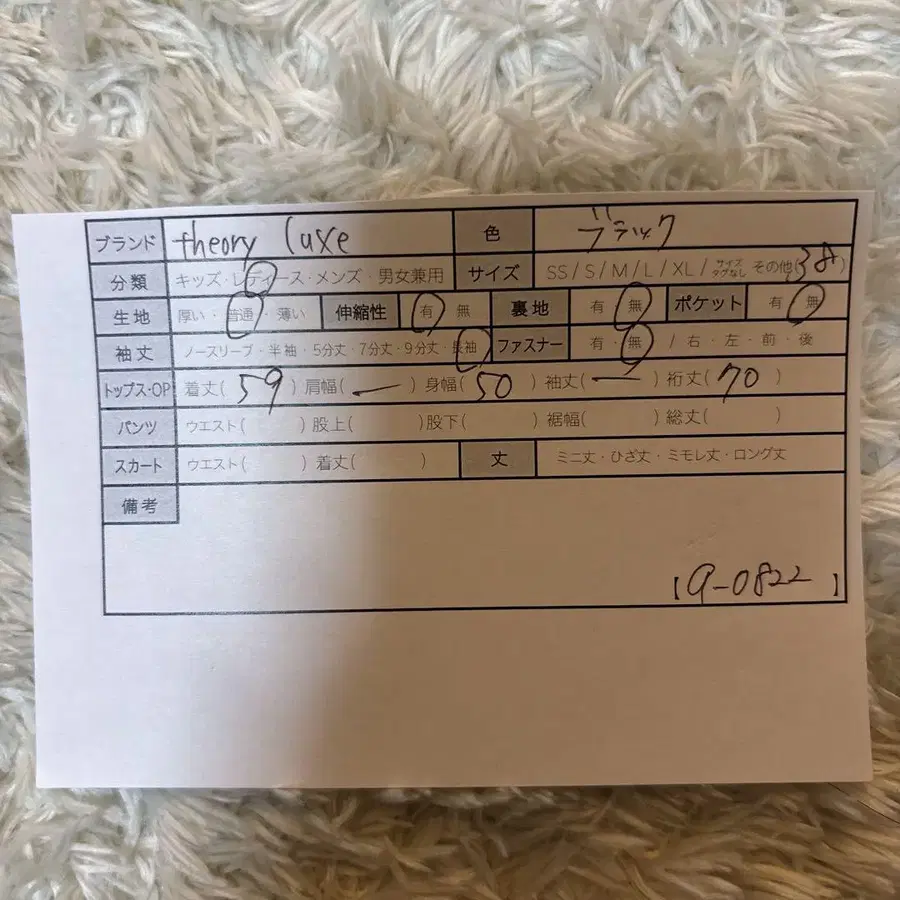 ブランド theory luxe 色 ブラック
分類 キッズ・レディース・メンズ・男女兼用 サイズ SS / S / M / L / XL / サイズタグなし その他(38)
生地 厚い・普通・薄い 伸縮性 有 無 裏地 有 無 ポケット 有 無
袖丈 ノースリーブ・半袖・5分丈・7分丈・9分丈・長袖 ファスナー 有・無 / 右・左・前・後
トップス・OP 着丈(59) 肩幅(ー) 身幅(50) 袖丈(ー) 裄丈(70)
パンツ ウエスト( ) 股上( ) 股下( ) 裾幅( ) 総丈( )
スカート ウエスト( ) 着丈( ) 丈 ミニ丈・ひざ丈・ミモレ丈・ロング丈
備考
【9-0822】